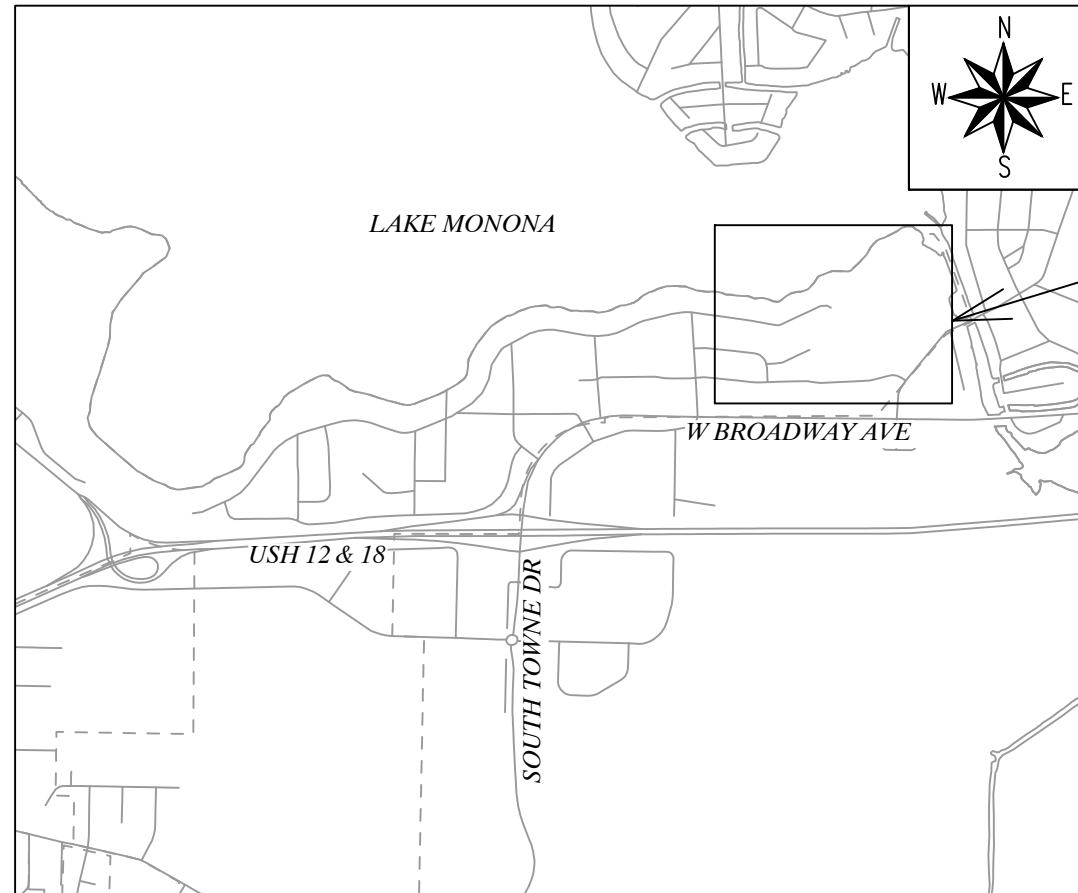 N
W E
S
LAKE MONONA
W BROADWAY AVE
USH 12 & 18
SOUTH TOWNE DR